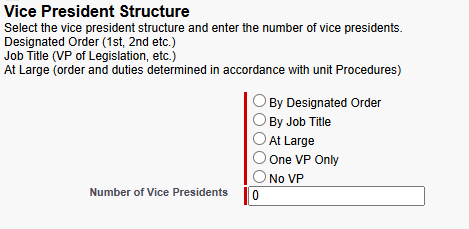 Vice President Structure
Select the vice president structure and enter the number of vice presidents.
Designated Order (1st, 2nd etc.)
Job Title (VP of Legislation, etc.)
At Large (order and duties determined in accordance with unit Procedures)
By Designated Order
By Job Title
At Large
One VP Only
No VP
Number of Vice Presidents 0